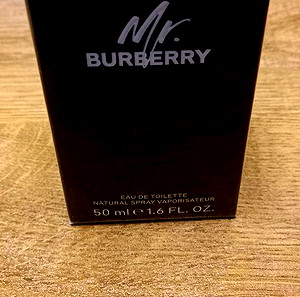 Mr.
BURBERRY
EAU DE TOILETTE
NATURAL SPRAY VAPORISATEUR
50 ml ℮ 1.6 FL. OZ.